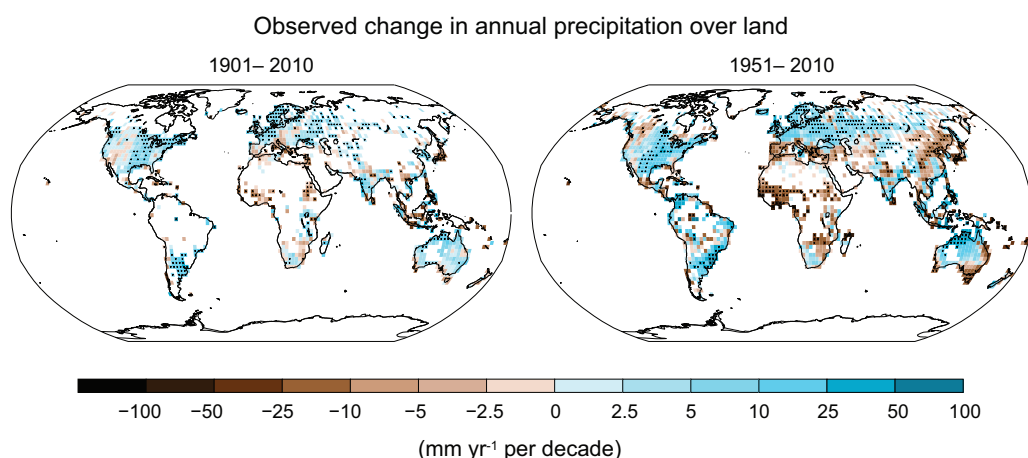 Observed change in annual precipitation over land
1901– 2010
1951– 2010
−100 −50 −25 −10 −5 −2.5 0 2.5 5 10 25 50 100
(mm yr⁻¹ per decade)